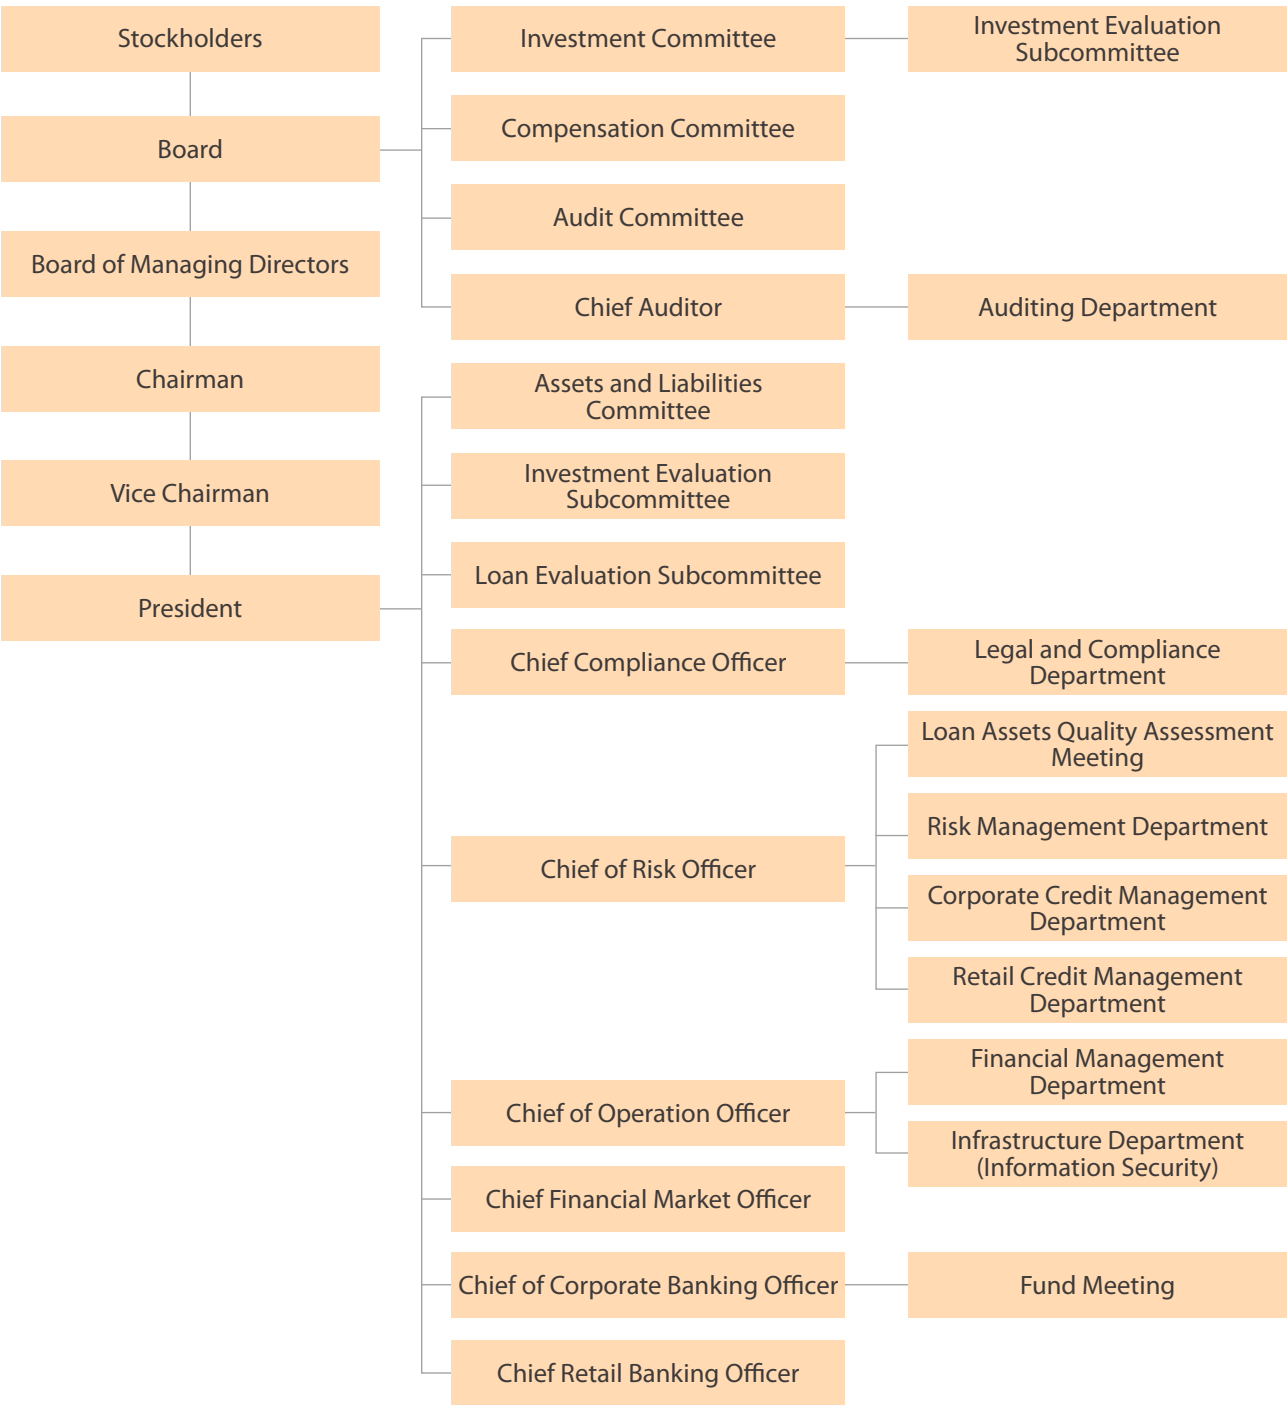 Stockholders
Board
Board of Managing Directors
Chairman
Vice Chairman
President
Investment Committee
Compensation Committee
Audit Committee
Chief Auditor
Assets and Liabilities
Committee
Investment Evaluation
Subcommittee
Loan Evaluation Subcommittee
Chief Compliance Officer
Chief of Risk Officer
Chief of Operation Officer
Chief Financial Market Officer
Chief of Corporate Banking Officer
Chief Retail Banking Officer
Investment Evaluation
Subcommittee
Auditing Department
Legal and Compliance
Department
Loan Assets Quality Assessment
Meeting
Risk Management Department
Corporate Credit Management
Department
Retail Credit Management
Department
Financial Management
Department
Infrastructure Department
(Information Security)
Fund Meeting